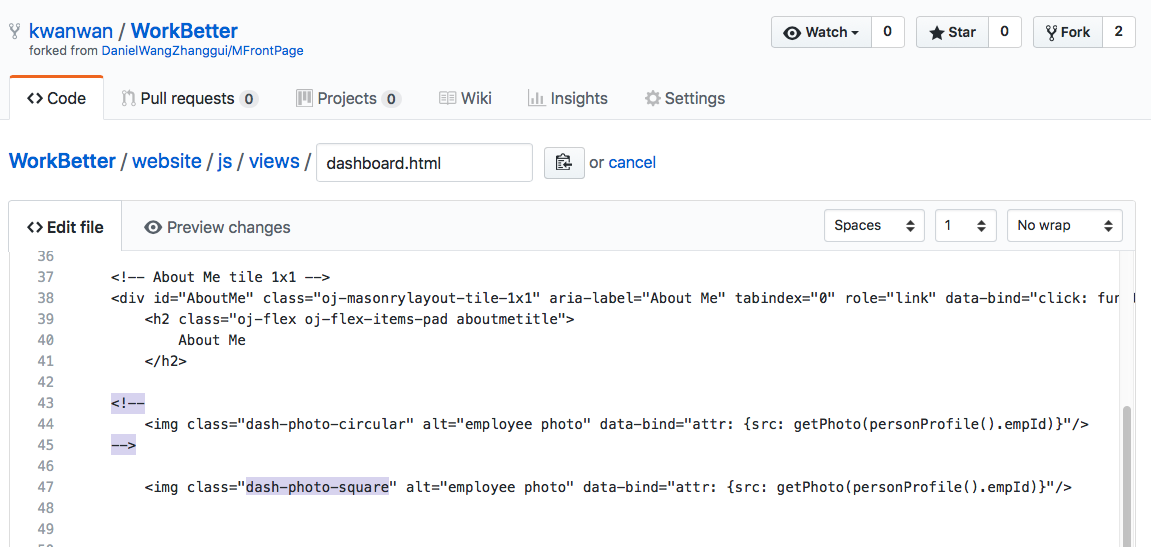 kwanwan / WorkBetter
forked from DanielWangZhanggui/MFrontPage
Watch 0 Star 0 Fork 2
<> Code Pull requests 0 Projects 0 Wiki Insights Settings
WorkBetter / website / js / views / dashboard.html or cancel
<> Edit file Preview changes Spaces 1 No wrap
36
37 <!-- About Me tile 1x1 -->
38 <div id="AboutMe" class="oj-masonrylayout-tile-1x1" aria-label="About Me" tabindex="0" role="link" data-bind="click:
39 <h2 class="oj-flex oj-flex-items-pad aboutmetitle">
40 About Me
41 </h2>
42
43 <!--
44 <img class="dash-photo-circular" alt="employee photo" data-bind="attr: {src: getPhoto(personProfile().empId)}"/>
45 -->
46
47 <img class="dash-photo-square" alt="employee photo" data-bind="attr: {src: getPhoto(personProfile().empId)}"/>
48
49